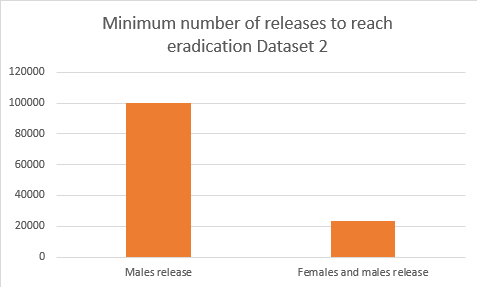 Minimum number of releases to reach
eradication Dataset 2
120000
100000
80000
60000
40000
20000
0
Males release
Females and males release